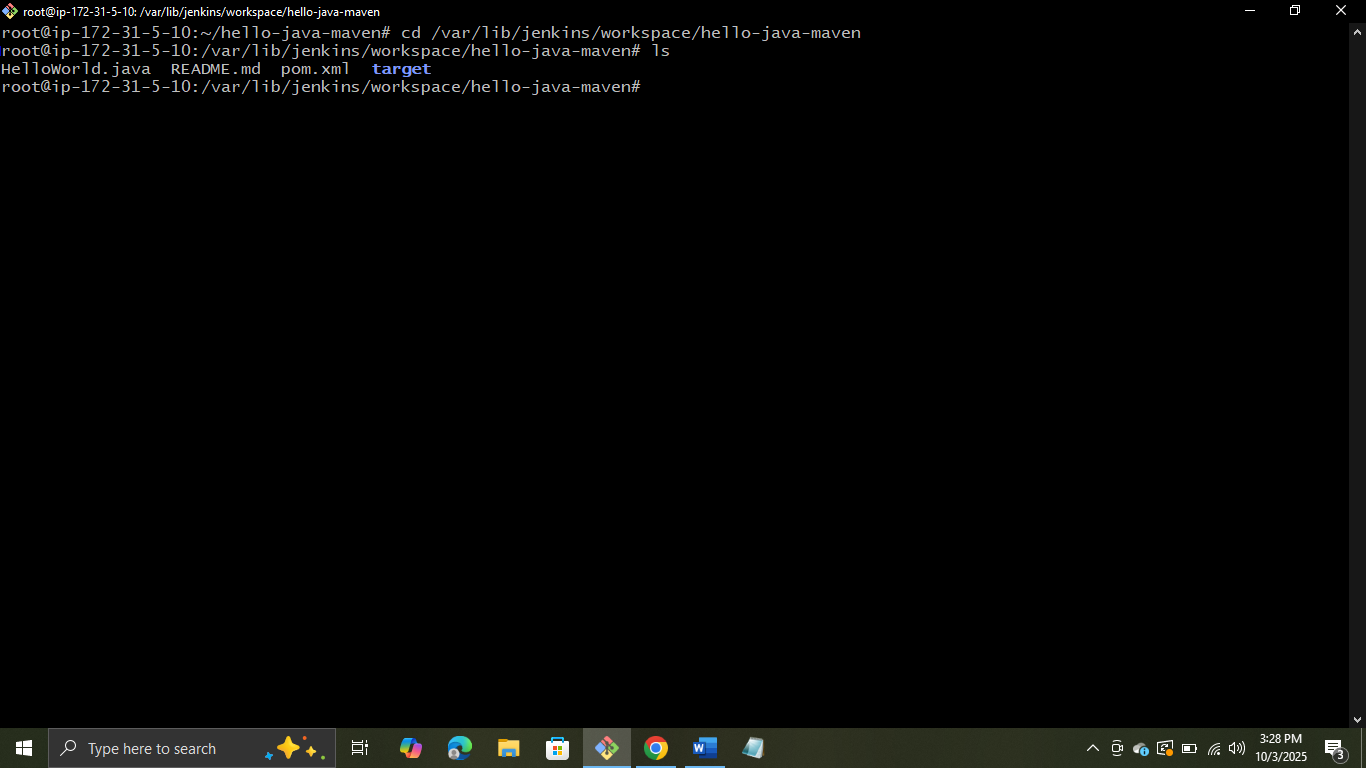 root@ip-172-31-5-10: /var/lib/jenkins/workspace/hello-java-maven
root@ip-172-31-5-10:~/hello-java-maven# cd /var/lib/jenkins/workspace/hello-java-maven
root@ip-172-31-5-10:/var/lib/jenkins/workspace/hello-java-maven# ls
HelloWorld.java  README.md  pom.xml  target
root@ip-172-31-5-10:/var/lib/jenkins/workspace/hello-java-maven#
Type here to search
3:28 PM
10/3/2025
3